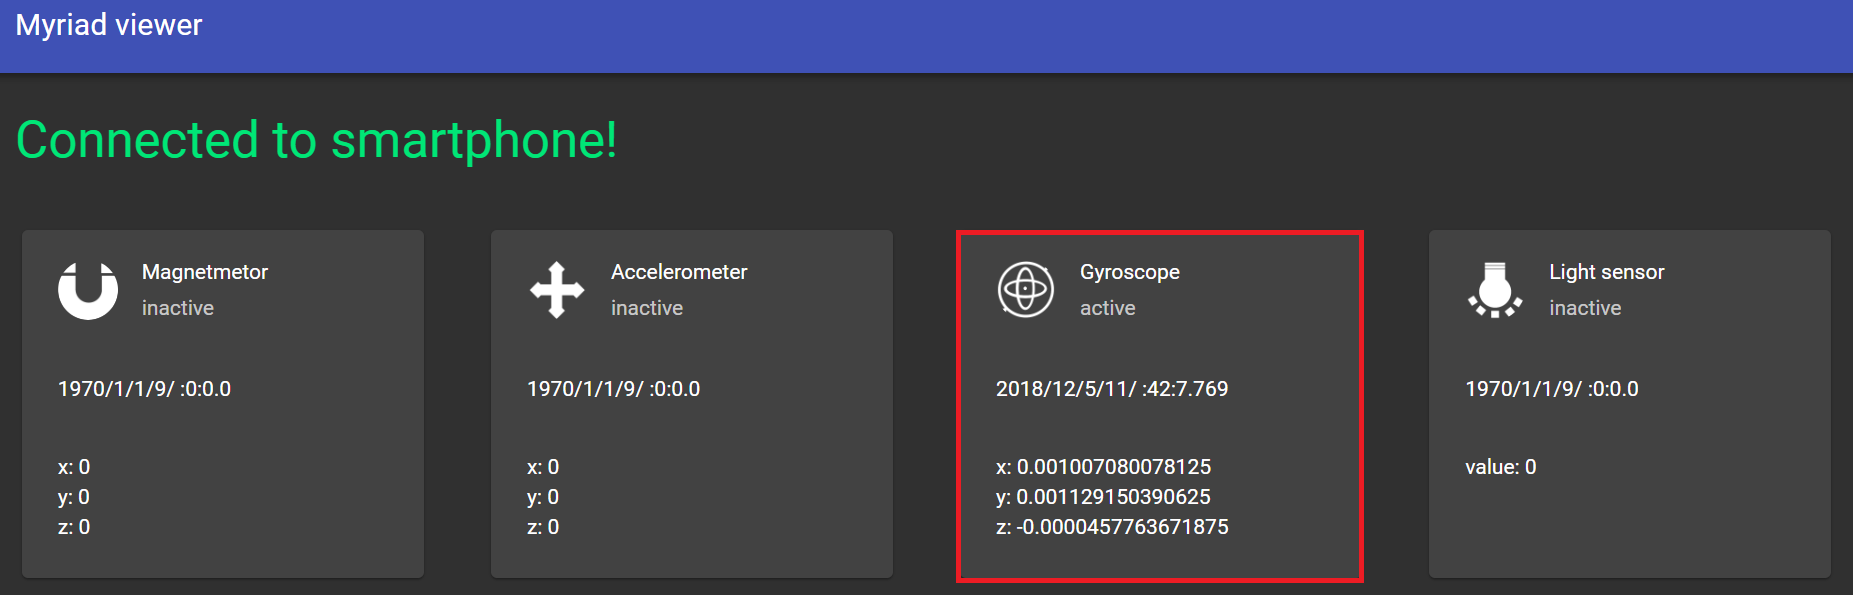 Myriad viewer
Connected to smartphone!
Magnetmetor
inactive
1970/1/1/9/ :0:0.0
x: 0
y: 0
z: 0
Accelerometer
inactive
1970/1/1/9/ :0:0.0
x: 0
y: 0
z: 0
Gyroscope
active
2018/12/5/11/ :42:7.769
x: 0.001007080078125
y: 0.001129150390625
z: -0.0000457763671875
Light sensor
inactive
1970/1/1/9/ :0:0.0
value: 0